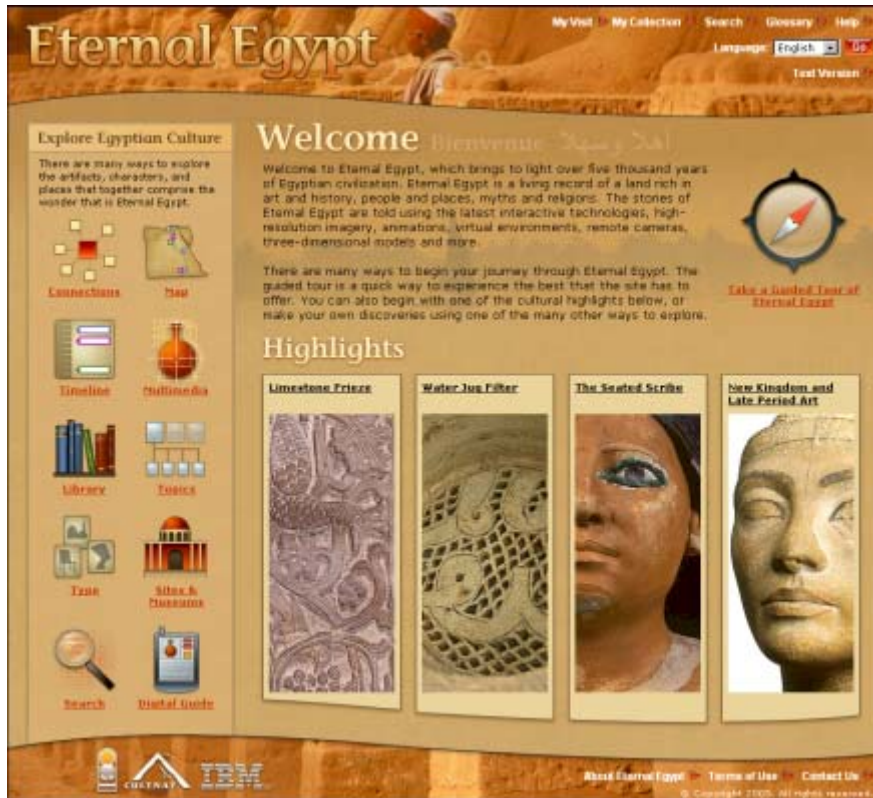 Eternal Egypt
My Visit My Collection Search Glossary Help
Language: English Go
Text Version
Explore Egyptian Culture
There are many ways to explore
the artifacts, characters, and
places that together comprise the
wonder that is Eternal Egypt.
Connections Map
Timeline Multimedia
Library Topics
Type Sites &
Museums
Search Digital Guide
Welcome Bienvenue أهلا وسهلا
Welcome to Eternal Egypt, which brings to light over five thousand years
of Egyptian civilization. Eternal Egypt is a living record of a land rich in
art and history, people and places, myths and religions. The stories of
Eternal Egypt are told using the latest interactive technologies, high-
resolution imagery, animations, virtual environments, remote cameras,
three-dimensional models and more.
There are many ways to begin your journey through Eternal Egypt. The
guided tour is a quick way to experience the best that the site has to
offer. You can also begin with one of the cultural highlights below, or
make your own discoveries using one of the many other ways to explore.
Take a Guided Tour of
Eternal Egypt
Highlights
Limestone Frieze
Water Jug Filter
The Seated Scribe
New Kingdom and
Late Period Art
CULTNAT IBM
About Eternal Egypt Terms of Use Contact Us
© Copyright 2005. All rights reserved.